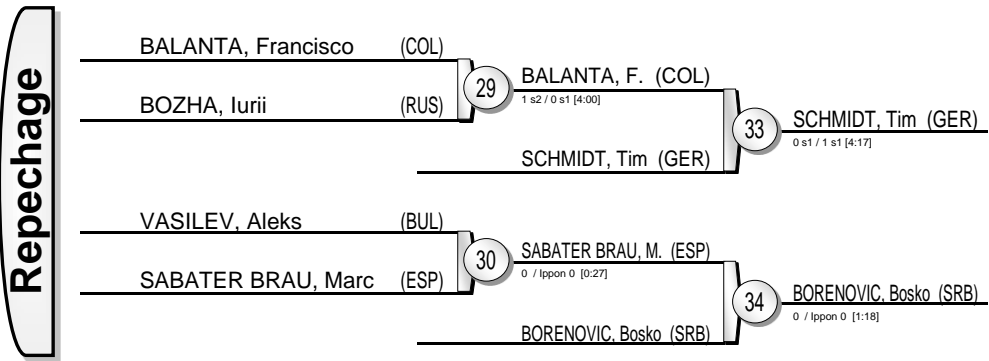 Repechage
BALANTA, Francisco (COL)
BOZHA, Iurii (RUS)
29
BALANTA, F. (COL)
1 s2 / 0 s1 [4:00]
SCHMIDT, Tim (GER)
33
SCHMIDT, Tim (GER)
0 s1 / 1 s1 [4:17]
VASILEV, Aleks (BUL)
SABATER BRAU, Marc (ESP)
30
SABATER BRAU, M. (ESP)
0 / Ippon 0 [0:27]
BORENOVIC, Bosko (SRB)
34
BORENOVIC, Bosko (SRB)
0 / Ippon 0 [1:18]